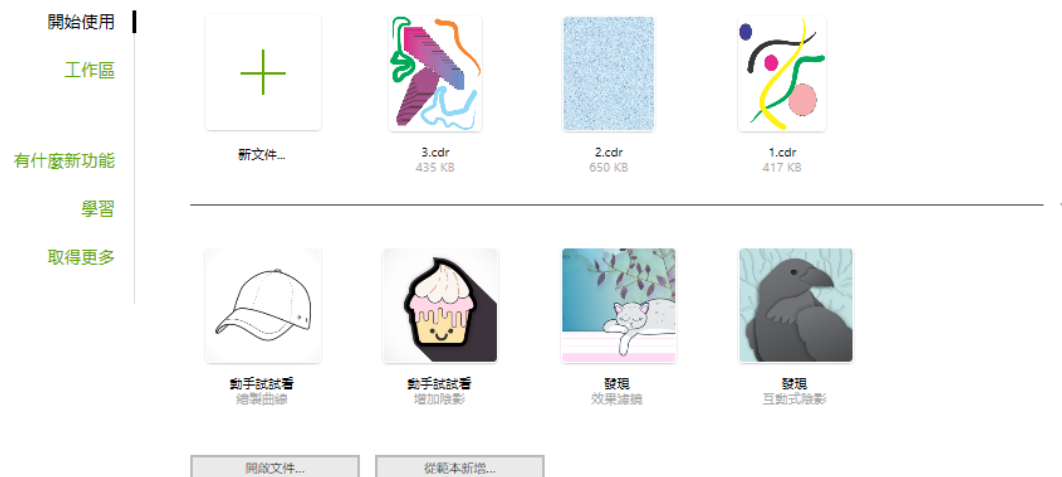 開始使用
工作區
有什麼新功能
學習
取得更多
新文件...
3.cdr
435 KB
2.cdr
650 KB
1.cdr
417 KB
動手試試看
繪製曲線
動手試試看
增加陰影
發現
效果濾鏡
發現
互動式陰影
開啟文件...
從範本新增...